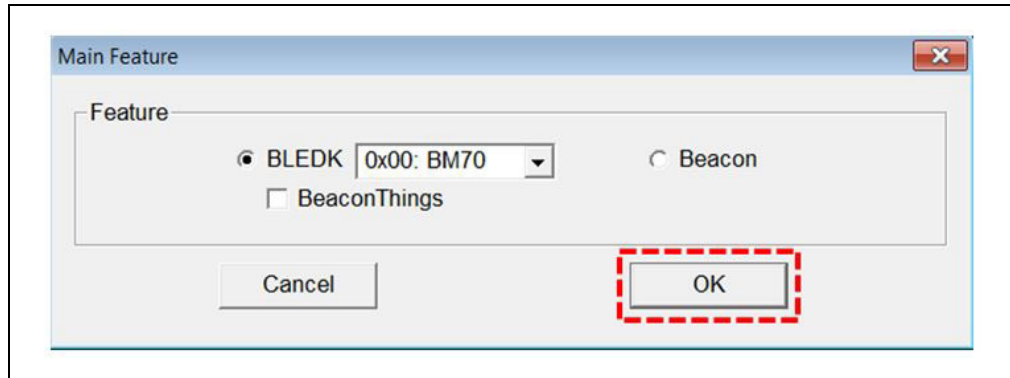 Main Feature
Feature
BLEDK 0x00: BM70 Beacon
BeaconThings
Cancel OK